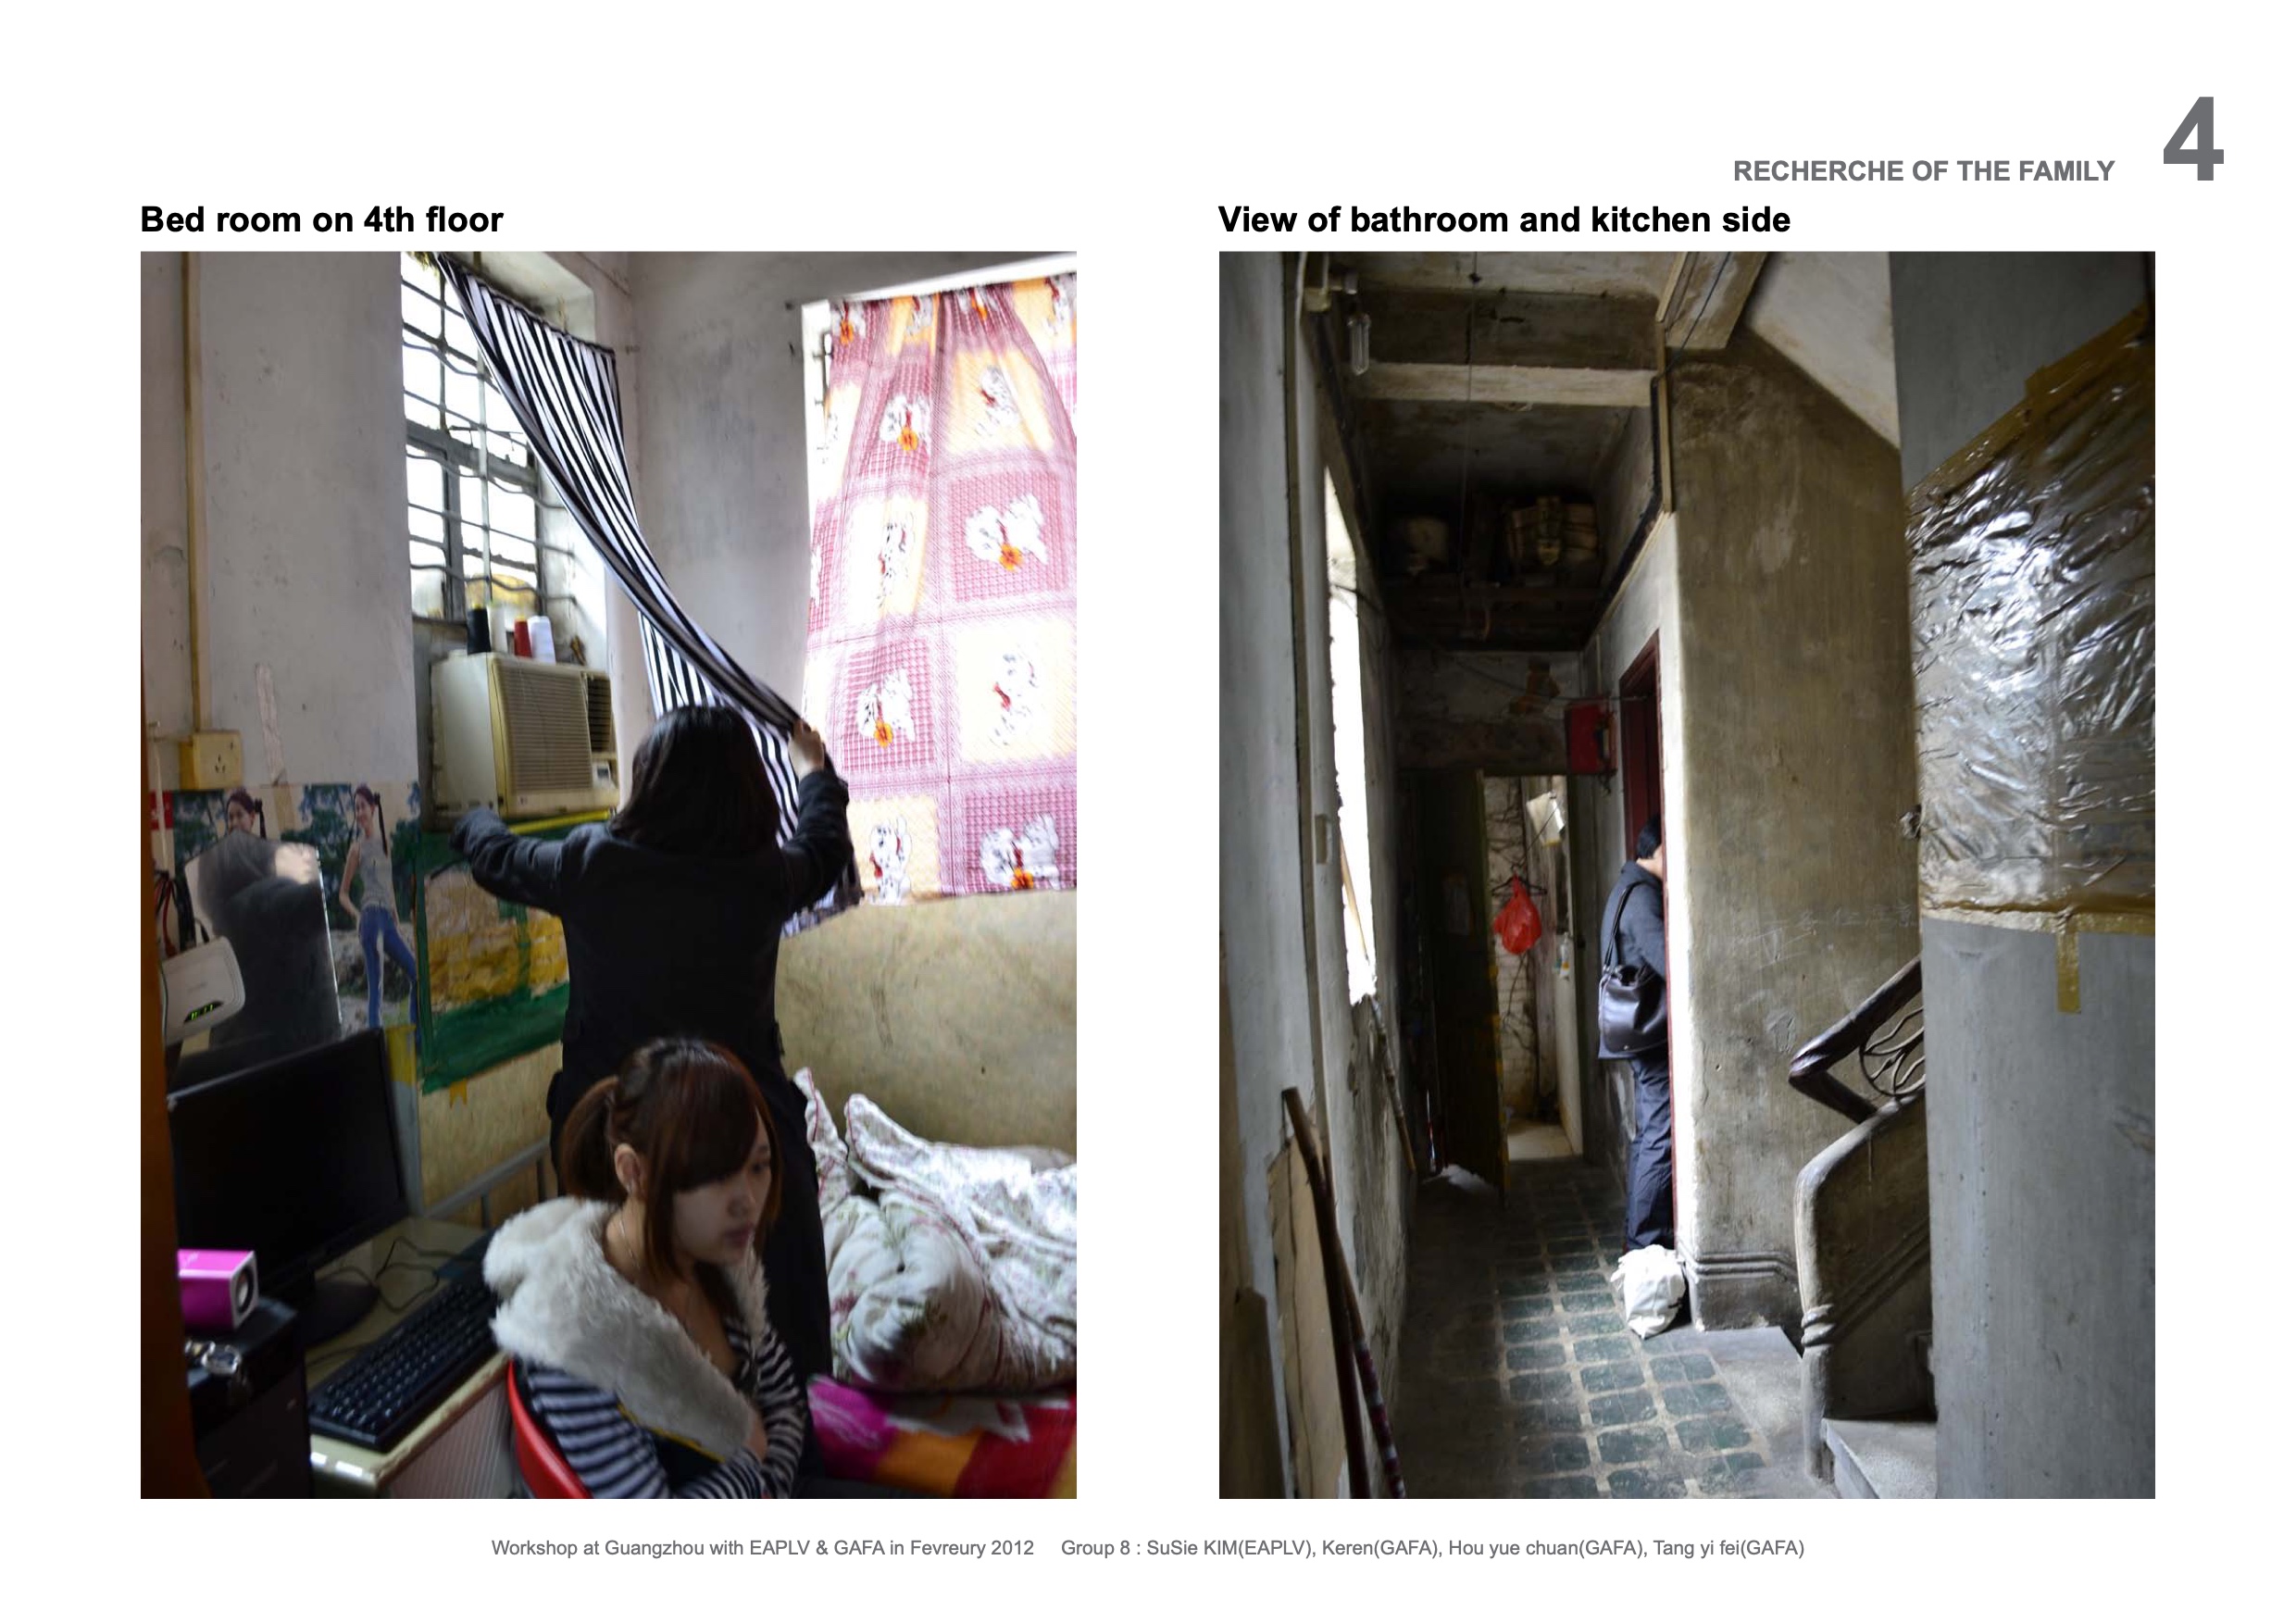 RECHERCHE OF THE FAMILY 4
Bed room on 4th floor
View of bathroom and kitchen side
Workshop at Guangzhou with EAPLV & GAFA in Fevreury 2012 Group 8 : SuSie KIM(EAPLV), Keren(GAFA), Hou yue chuan(GAFA), Tang yi fei(GAFA)